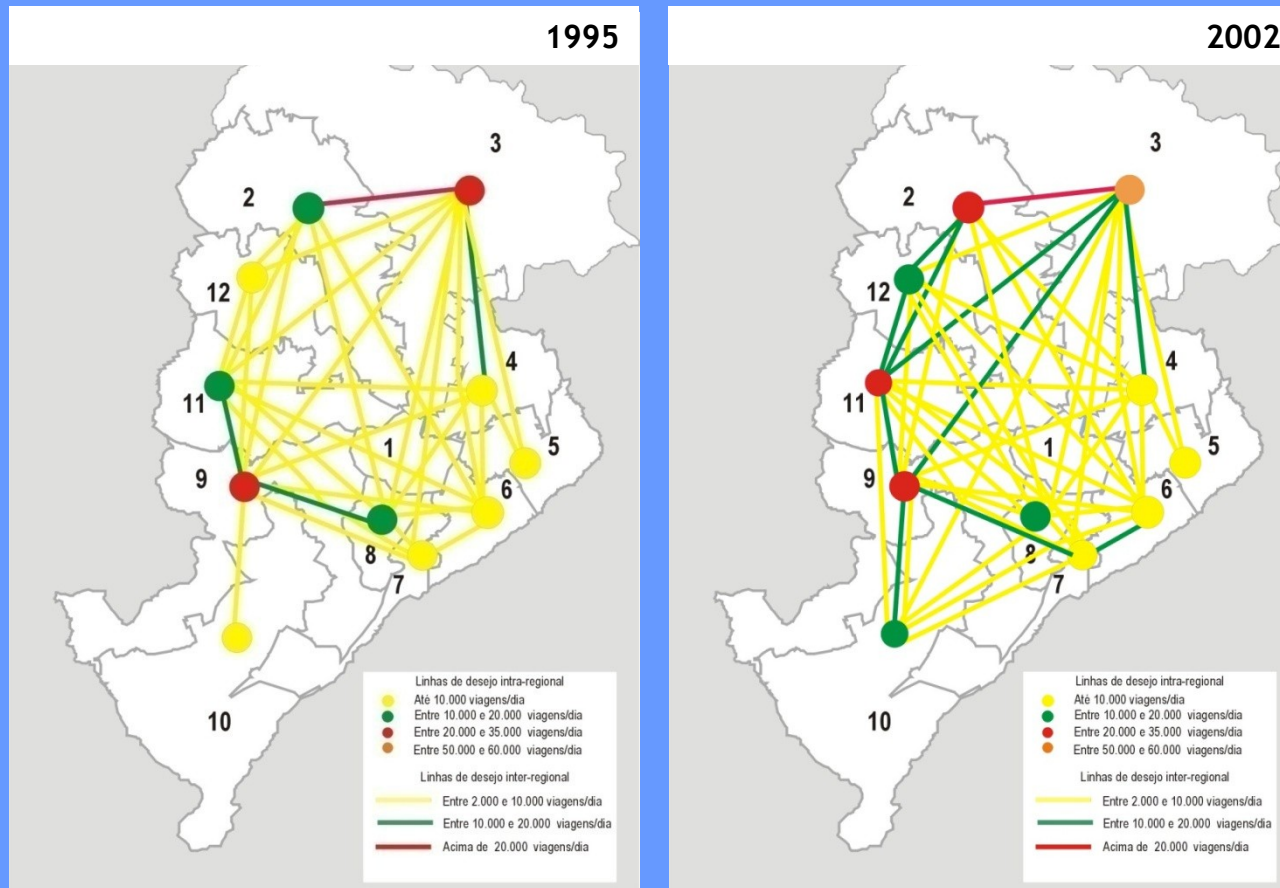 1995
3
2
12
4
11
1
5
9
6
8
7
10
Linhas de desejo intra-regional
Até 10.000 viagens/dia
Entre 10.000 e 20.000 viagens/dia
Entre 20.000 e 35.000 viagens/dia
Entre 50.000 e 60.000 viagens/dia
Linhas de desejo inter-regional
Entre 2.000 e 10.000 viagens/dia
Entre 10.000 e 20.000 viagens/dia
Acima de 20.000 viagens/dia
2002
3
2
12
4
11
1
5
9
6
8
7
10
Linhas de desejo intra-regional
Até 10.000 viagens/dia
Entre 10.000 e 20.000 viagens/dia
Entre 20.000 e 35.000 viagens/dia
Entre 50.000 e 60.000 viagens/dia
Linhas de desejo inter-regional
Entre 2.000 e 10.000 viagens/dia
Entre 10.000 e 20.000 viagens/dia
Acima de 20.000 viagens/dia